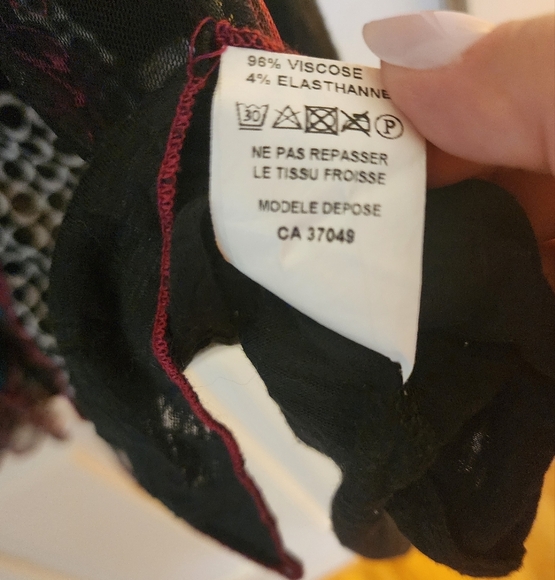 96% VISCOSE
4% ELASTHANNE
30 P
NE PAS REPASSER
LE TISSU FROISSE
MODELE DEPOSE
CA 37049